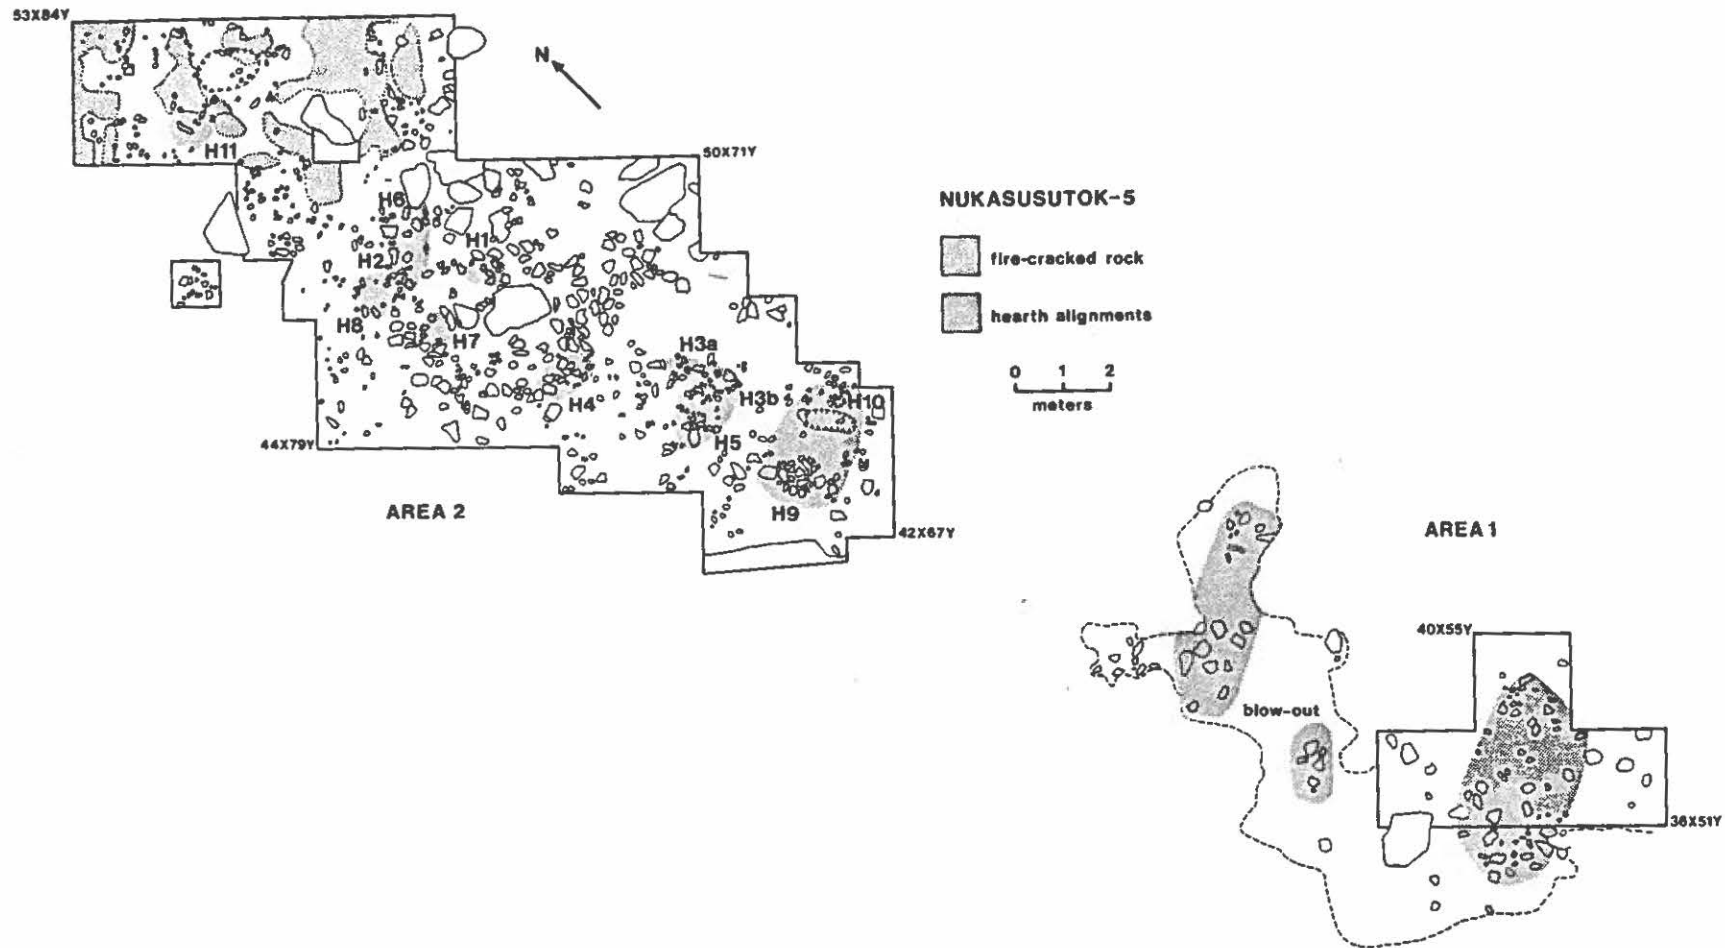 53X84Y
N
H11
50X71Y
H6
H1
H2
H8
H7
H3a
H3b
H10
H4
H5
H9
44X79Y
42X67Y
AREA 2
NUKASUSUTOK-5
fire-cracked rock
hearth alignments
0 1 2
meters
AREA 1
40X55Y
blow-out
36X51Y